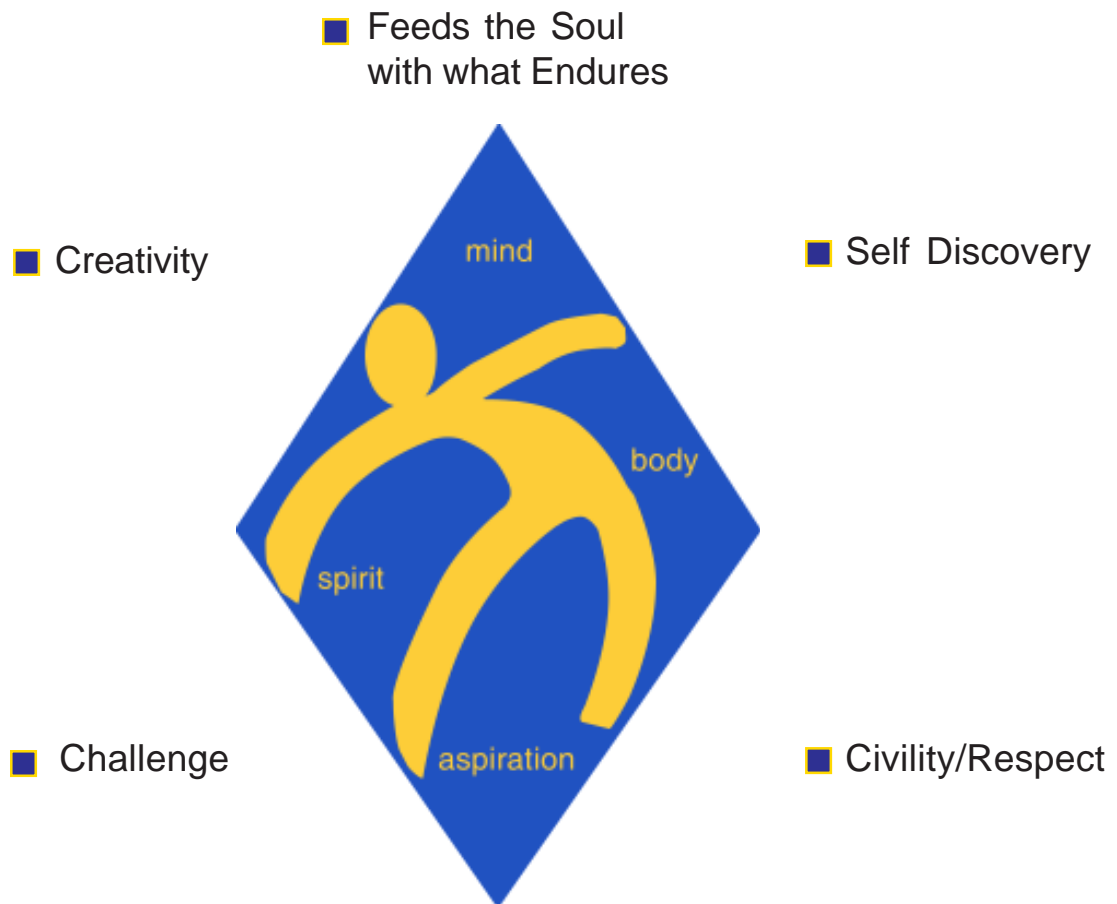 Feeds the Soul
with what Endures
mind
Creativity
Self Discovery
body
spirit
Challenge
aspiration
Civility/Respect